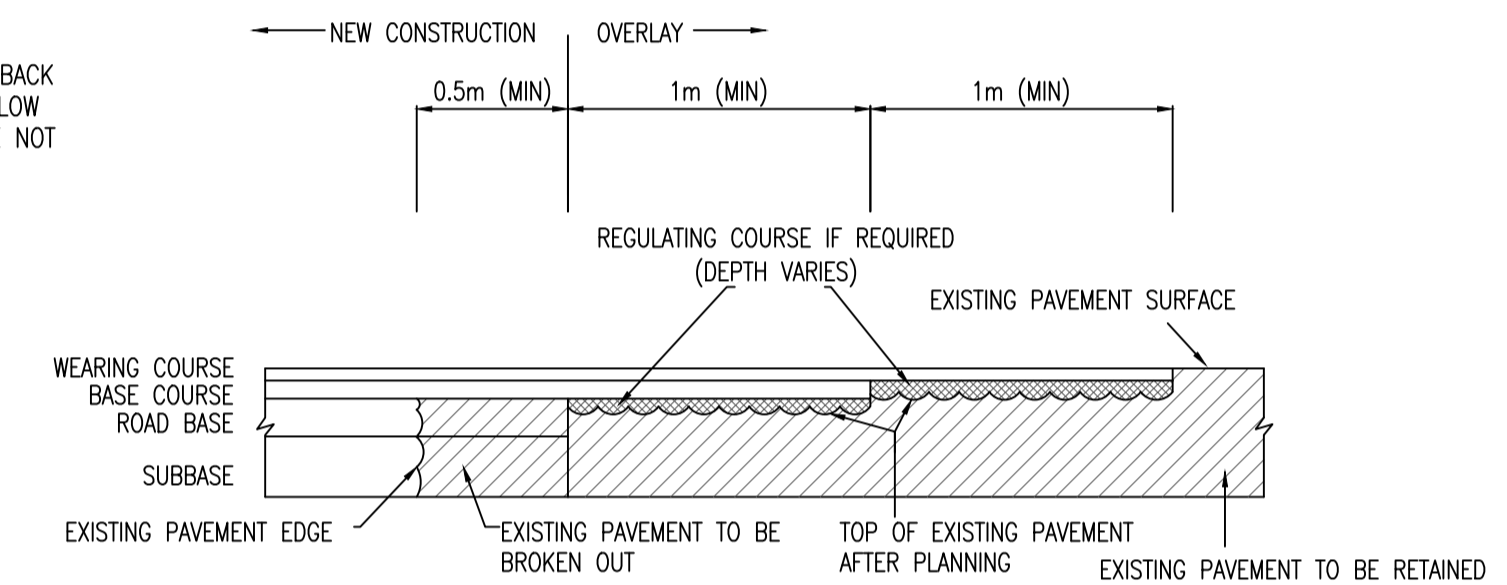 NEW CONSTRUCTION
OVERLAY
BACK
LOW
NOT
0.5m (MIN)
1m (MIN)
1m (MIN)
REGULATING COURSE IF REQUIRED
(DEPTH VARIES)
EXISTING PAVEMENT SURFACE
WEARING COURSE
BASE COURSE
ROAD BASE
SUBBASE
EXISTING PAVEMENT EDGE
EXISTING PAVEMENT TO BE
BROKEN OUT
TOP OF EXISTING PAVEMENT
AFTER PLANNING
EXISTING PAVEMENT TO BE RETAINED